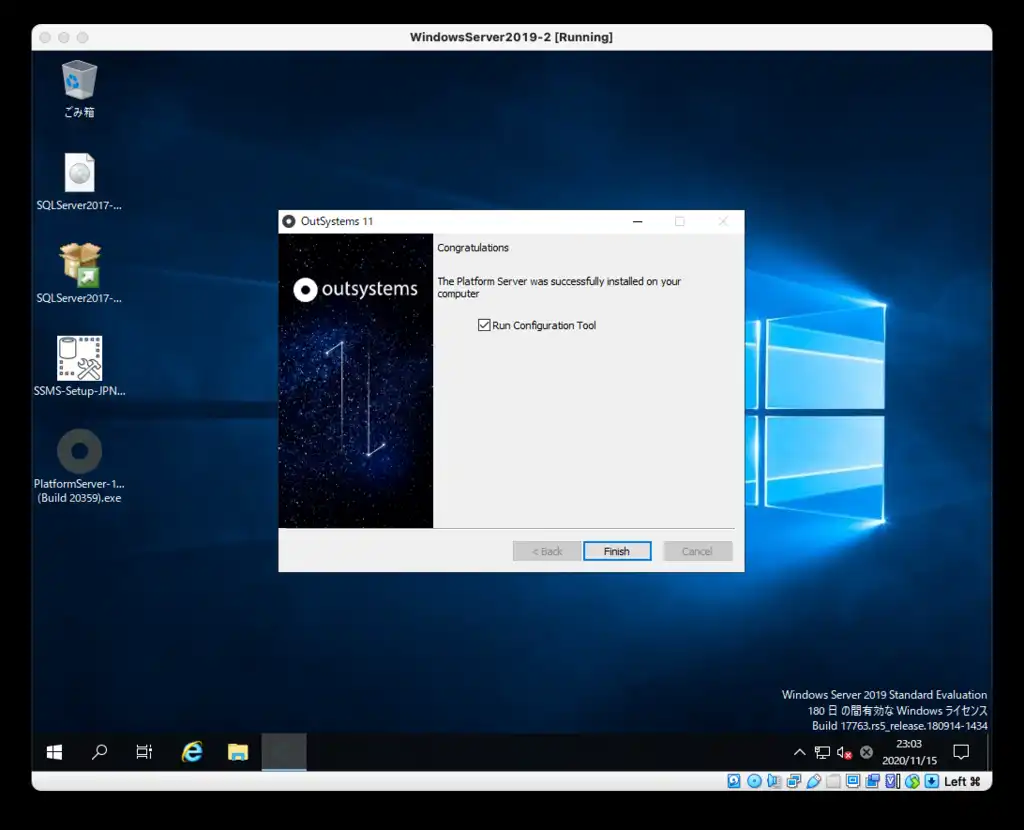 WindowsServer2019-2 [Running]
ごみ箱
SQLServer2017-...
SQLServer2017-...
SSMS-Setup-JPN...
PlatformServer-1...
(Build 20359).exe
OutSystems 11
outsystems
Congratulations
The Platform Server was successfully installed on your
computer
Run Configuration Tool
< Back
Finish
Cancel
Windows Server 2019 Standard Evaluation
180 日 の間有効な Windows ライセンス
Build 17763.rs5_release.180914-1434
23:03
2020/11/15
Left ⌘